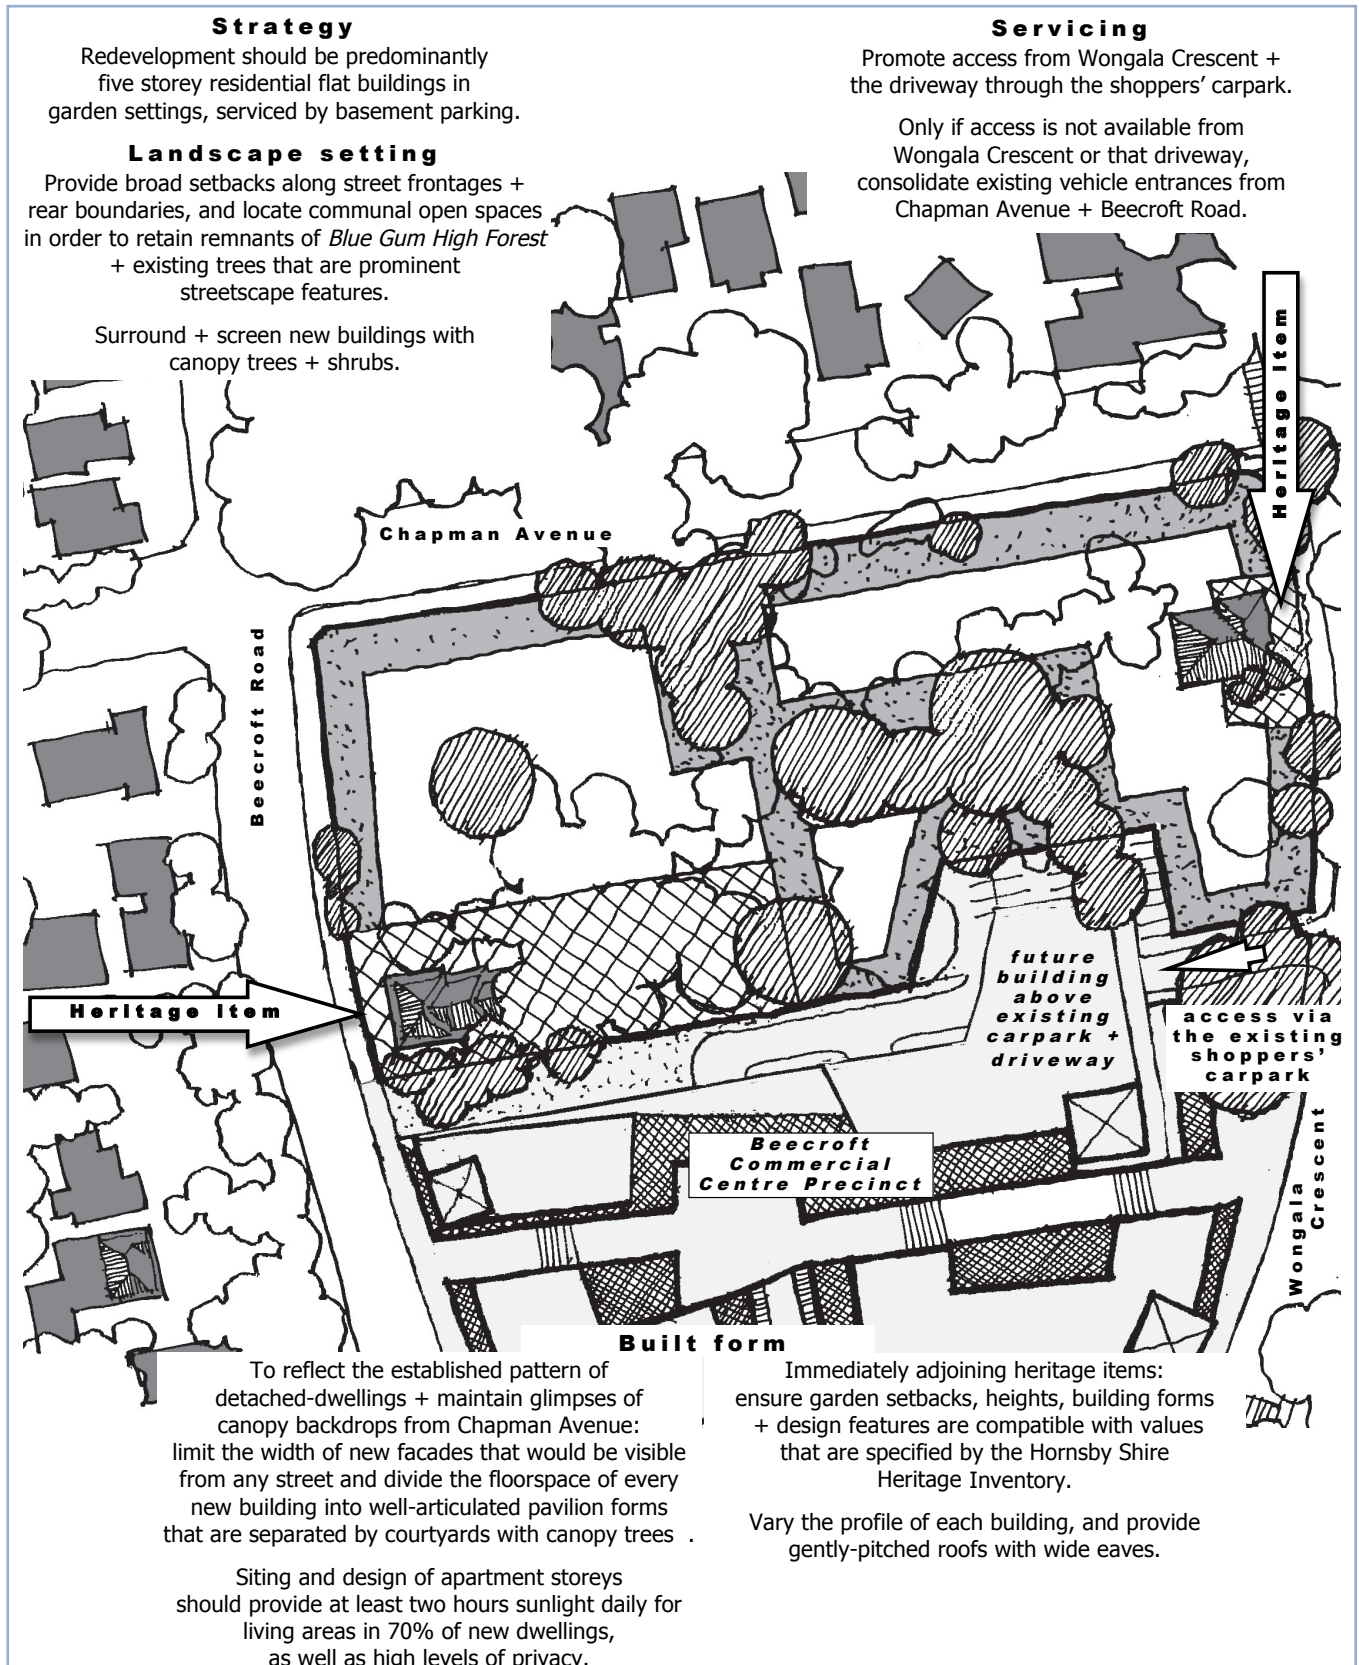 Strategy
Redevelopment should be predominantly
five storey residential flat buildings in
garden settings, serviced by basement parking.
Landscape setting
Provide broad setbacks along street frontages +
rear boundaries, and locate communal open spaces
in order to retain remnants of Blue Gum High Forest
+ existing trees that are prominent
streetscape features.
Surround + screen new buildings with
canopy trees + shrubs.
Servicing
Promote access from Wongala Crescent +
the driveway through the shoppers' carpark.
Only if access is not available from
Wongala Crescent or that driveway,
consolidate existing vehicle entrances from
Chapman Avenue + Beecroft Road.
Heritage Item
Chapman Avenue
Beecroft Road
Heritage Item
future
building
above
existing
carpark +
driveway
access via
the existing
shoppers'
carpark
Beecroft
Commercial
Centre Precinct
Wongala
Crescent
Built form
To reflect the established pattern of
detached-dwellings + maintain glimpses of
canopy backdrops from Chapman Avenue:
limit the width of new facades that would be visible
from any street and divide the floorspace of every
new building into well-articulated pavilion forms
that are separated by courtyards with canopy trees .
Siting and design of apartment storeys
should provide at least two hours sunlight daily for
living areas in 70% of new dwellings,
as well as high levels of privacy.
Immediately adjoining heritage items:
ensure garden setbacks, heights, building forms
+ design features are compatible with values
that are specified by the Hornsby Shire
Heritage Inventory.
Vary the profile of each building, and provide
gently-pitched roofs with wide eaves.